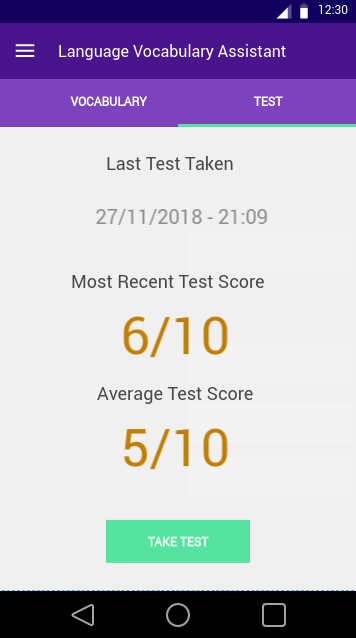 12:30
Language Vocabulary Assistant
VOCABULARY TEST
Last Test Taken
27/11/2018 - 21:09
Most Recent Test Score
6/10
Average Test Score
5/10
TAKE TEST